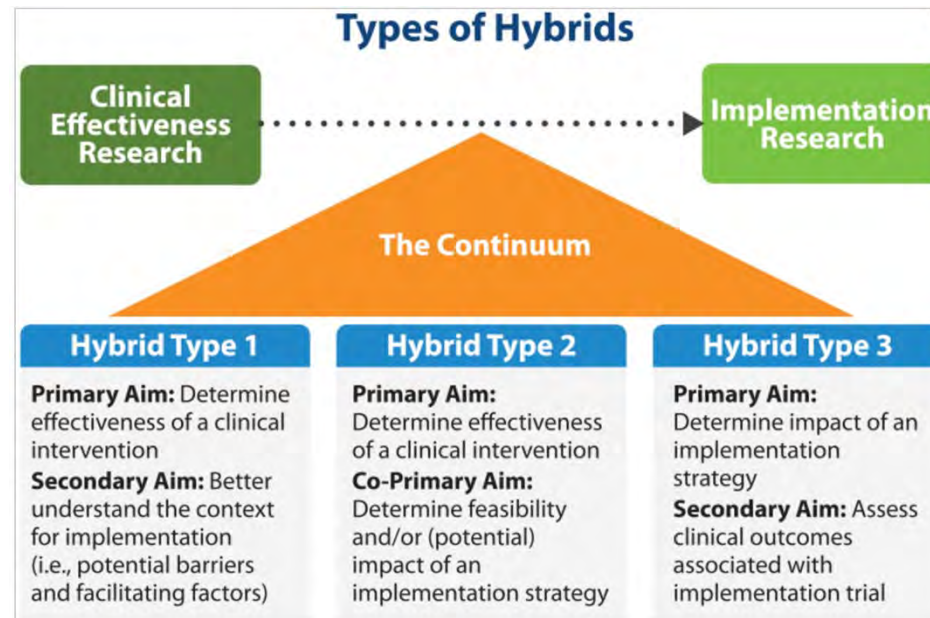 Types of Hybrids
Clinical
Effectiveness
Research
Implementation
Research
The Continuum
Hybrid Type 1
Primary Aim: Determine
effectiveness of a clinical
intervention
Secondary Aim: Better
understand the context
for implementation
(i.e., potential barriers
and facilitating factors)
Hybrid Type 2
Primary Aim:
Determine effectiveness
of a clinical intervention
Co-Primary Aim:
Determine feasibility
and/or (potential)
impact of an
implementation strategy
Hybrid Type 3
Primary Aim:
Determine impact of an
implementation
strategy
Secondary Aim: Assess
clinical outcomes
associated with
implementation trial